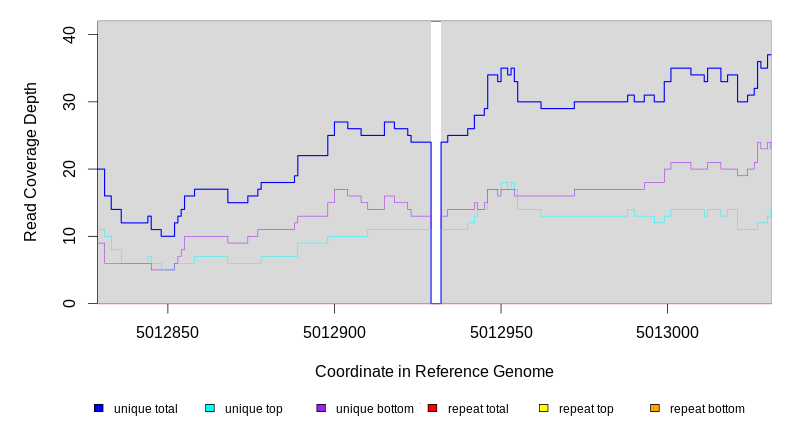 Read Coverage Depth
40
30
20
10
0
5012850 5012900 5012950 5013000
Coordinate in Reference Genome
unique total unique top unique bottom repeat total repeat top repeat bottom